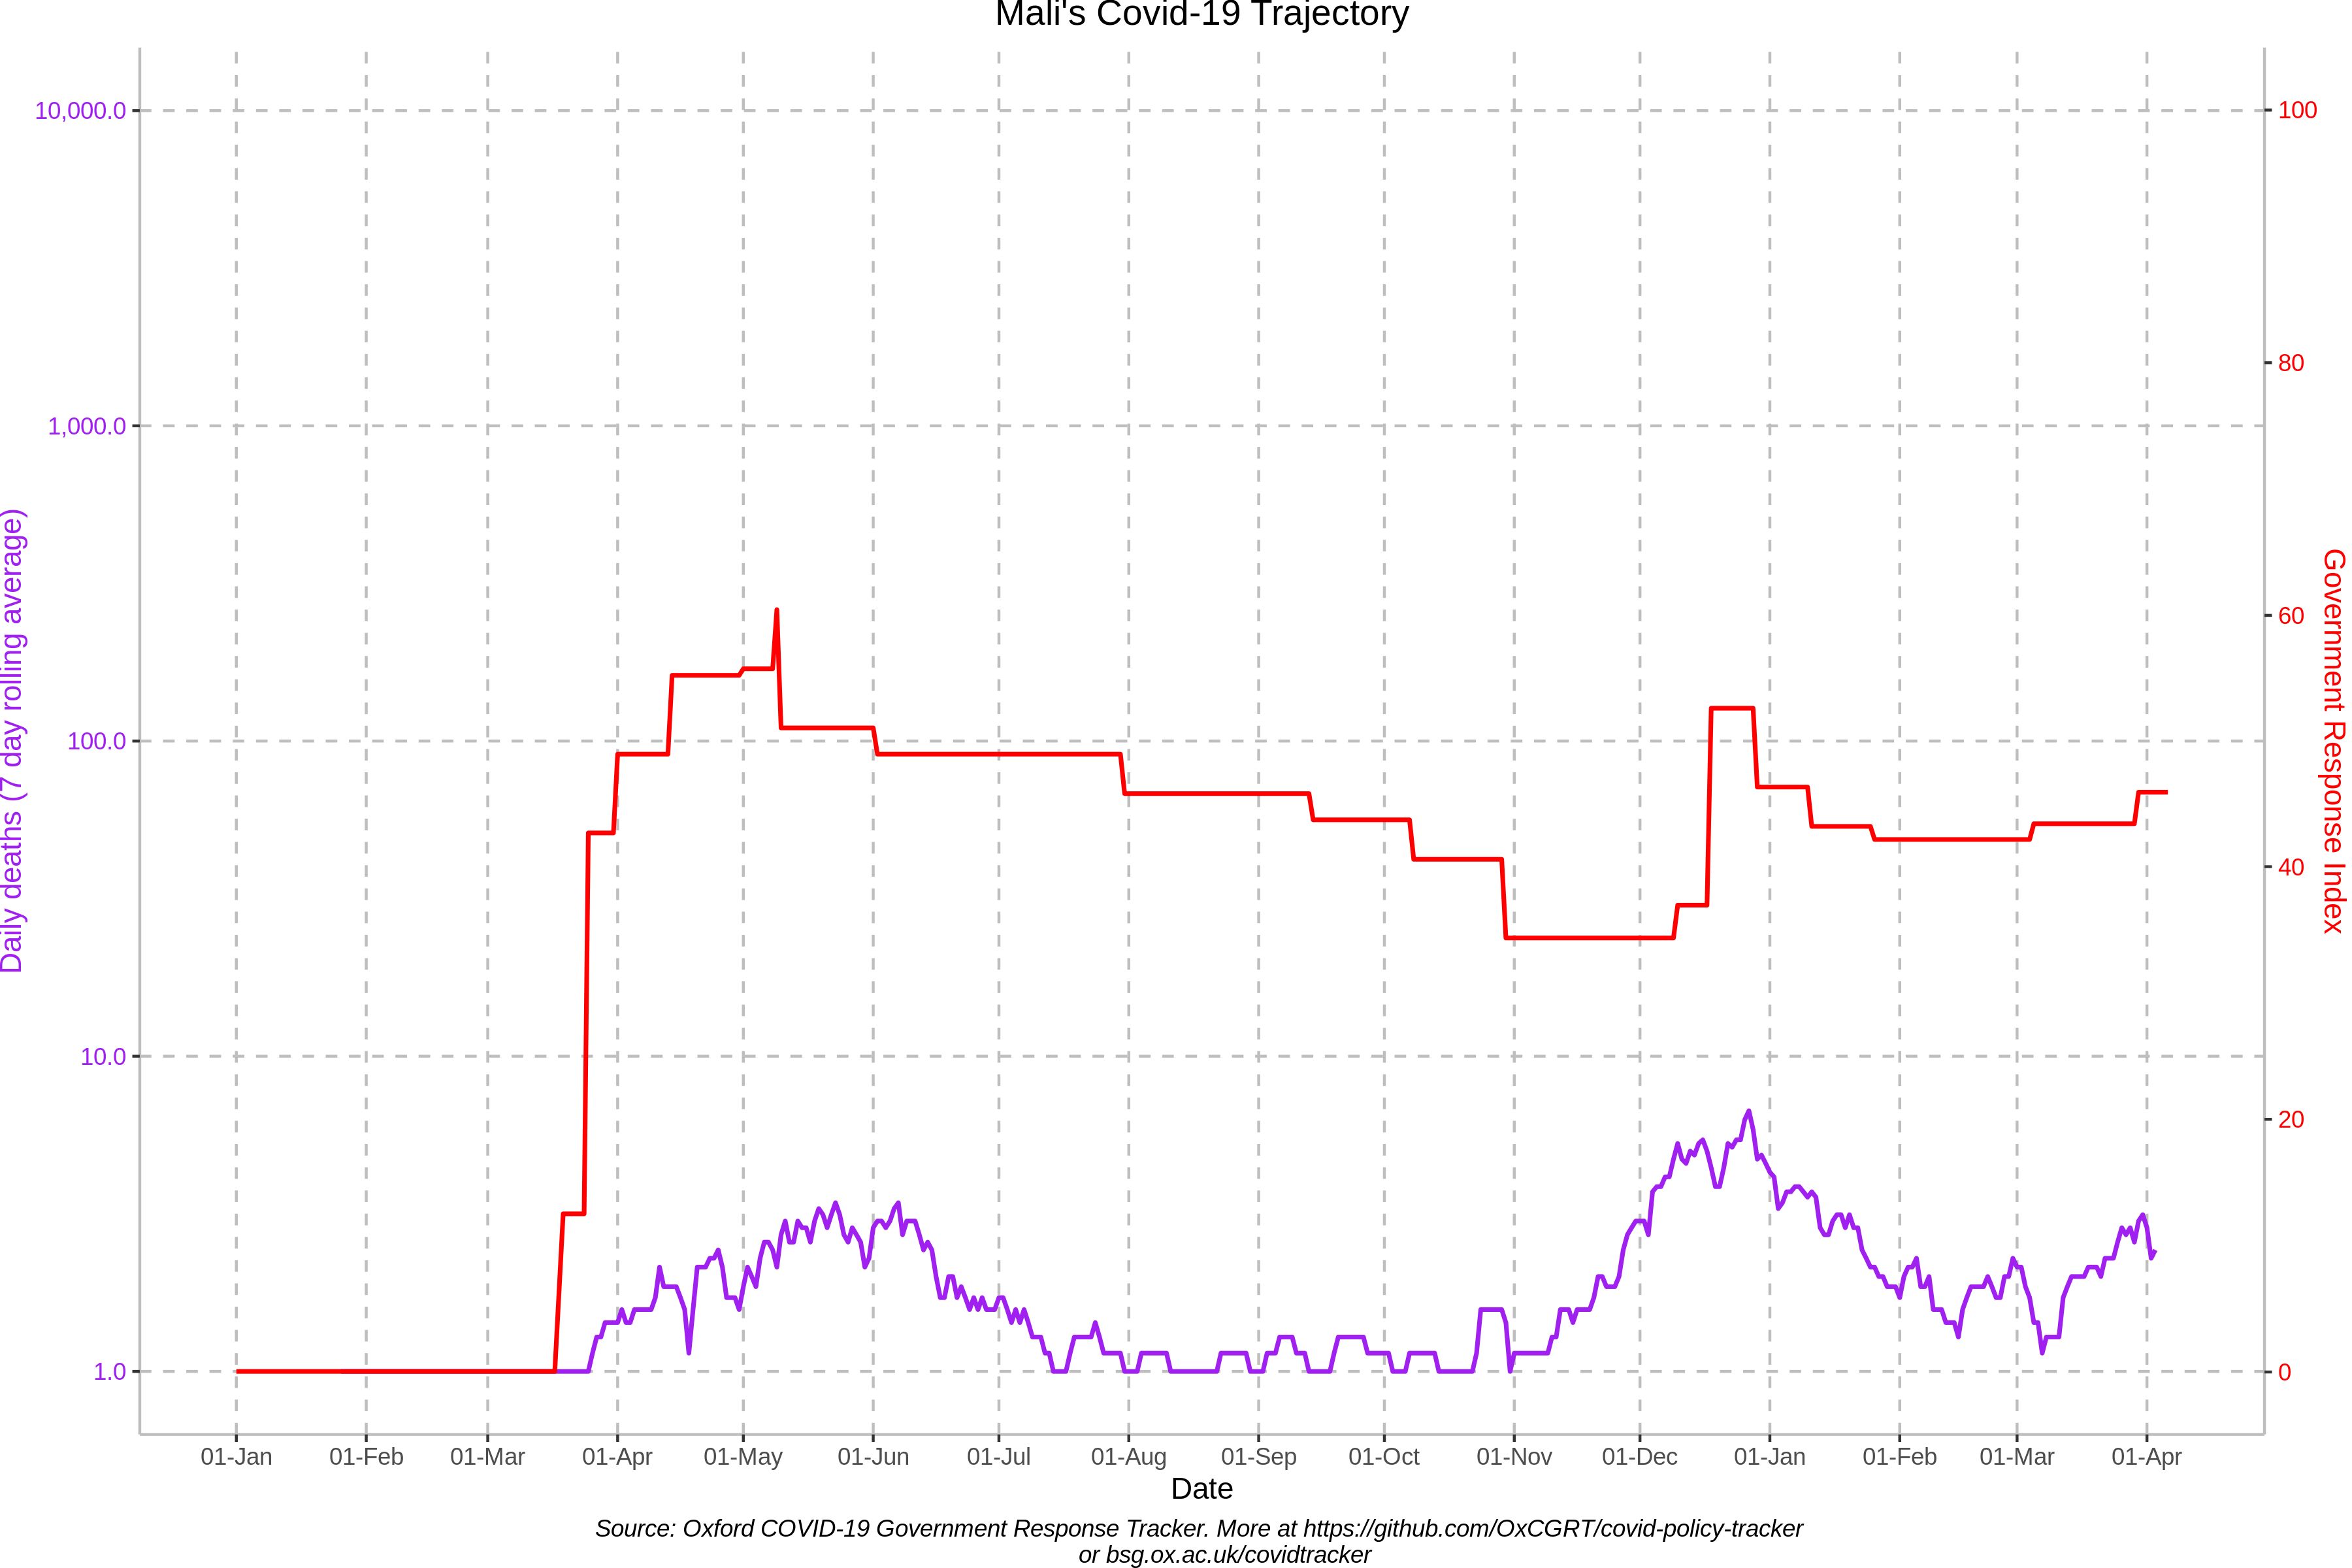 Mali's Covid-19 Trajectory
10,000.0
1,000.0
100.0
10.0
1.0
Daily deaths (7 day rolling average)
100
80
60
40
20
0
Government Response Index
01-Jan
01-Feb
01-Mar
01-Apr
01-May
01-Jun
01-Jul
01-Aug
01-Sep
01-Oct
01-Nov
01-Dec
01-Jan
01-Feb
01-Mar
01-Apr
Date
Source: Oxford COVID-19 Government Response Tracker. More at https://github.com/OxCGRT/covid-policy-tracker
or bsg.ox.ac.uk/covidtracker